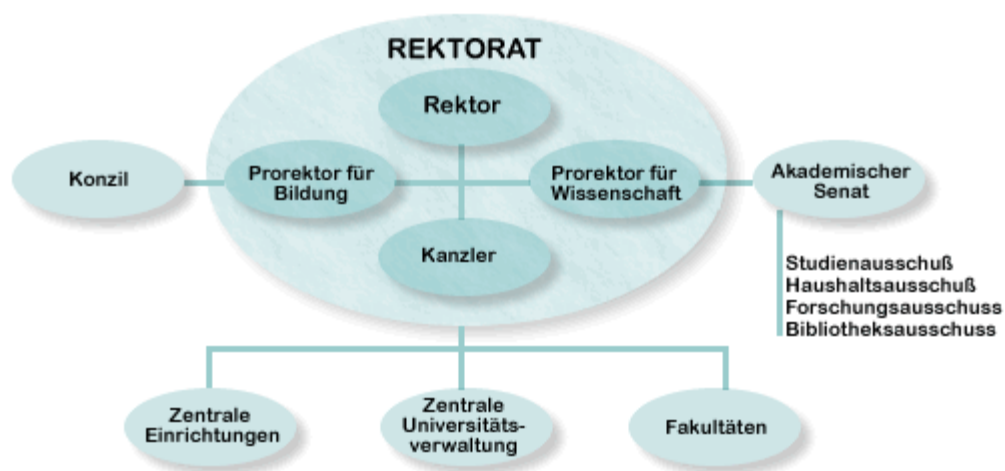 REKTORAT
Rektor
Konzil
Prorektor für
Bildung
Prorektor für
Wissenschaft
Akademischer
Senat
Kanzler
Studienausschuß
Haushaltsausschuß
Forschungsausschuss
Bibliotheksausschuss
Zentrale
Einrichtungen
Zentrale
Universitäts-
verwaltung
Fakultäten